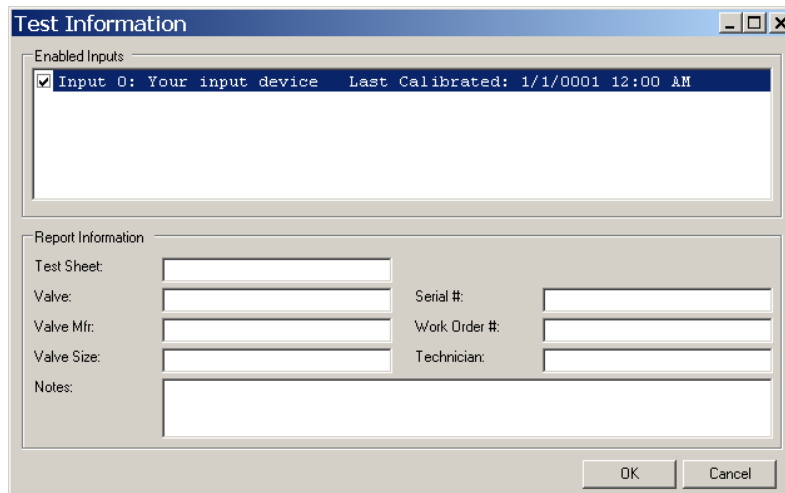 Test Information
Enabled Inputs
Input 0: Your input device Last Calibrated: 1/1/0001 12:00 AM
Report Information
Test Sheet:
Valve: Serial #:
Valve Mfr: Work Order #:
Valve Size: Technician:
Notes:
OK Cancel